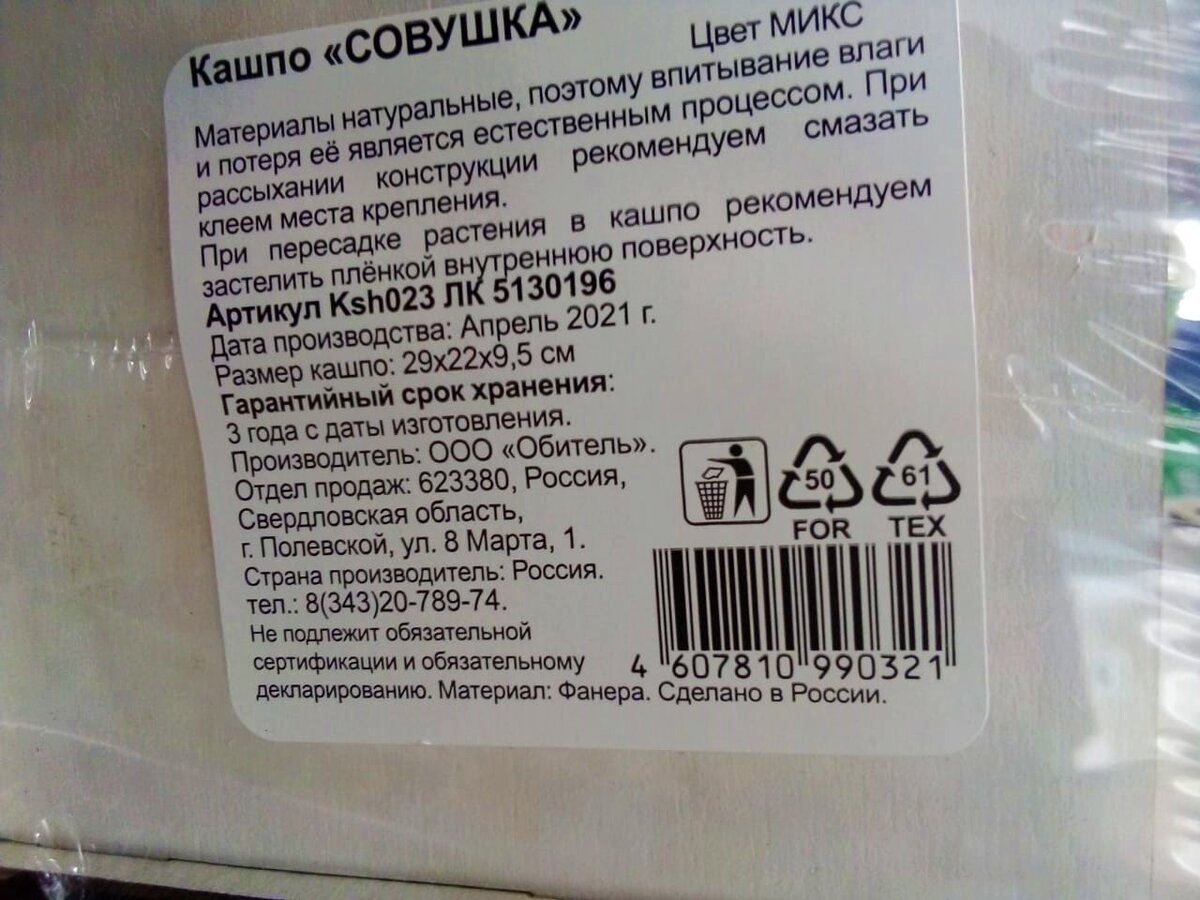 Кашпо «СОВУШКА»
Цвет МИКС
Материалы натуральные, поэтому впитывание влаги
и потеря её является естественным процессом. При
рассыхании конструкции рекомендуем смазать
клеем места крепления.
При пересадке растения в кашпо рекомендуем
застелить плёнкой внутреннюю поверхность.
Артикул Ksh023 ЛК 5130196
Дата производства: Апрель 2021 г.
Размер кашпо: 29х22х9,5 см
Гарантийный срок хранения:
3 года с даты изготовления.
Производитель: ООО «Обитель».
Отдел продаж: 623380, Россия,
Свердловская область,
г. Полевской, ул. 8 Марта, 1.
Страна производитель: Россия.
тел.: 8(343)20-789-74.
Не подлежит обязательной
сертификации и обязательному
декларированию. Материал: Фанера. Сделано в России.
50 61
FOR TEX
4 607810 990321